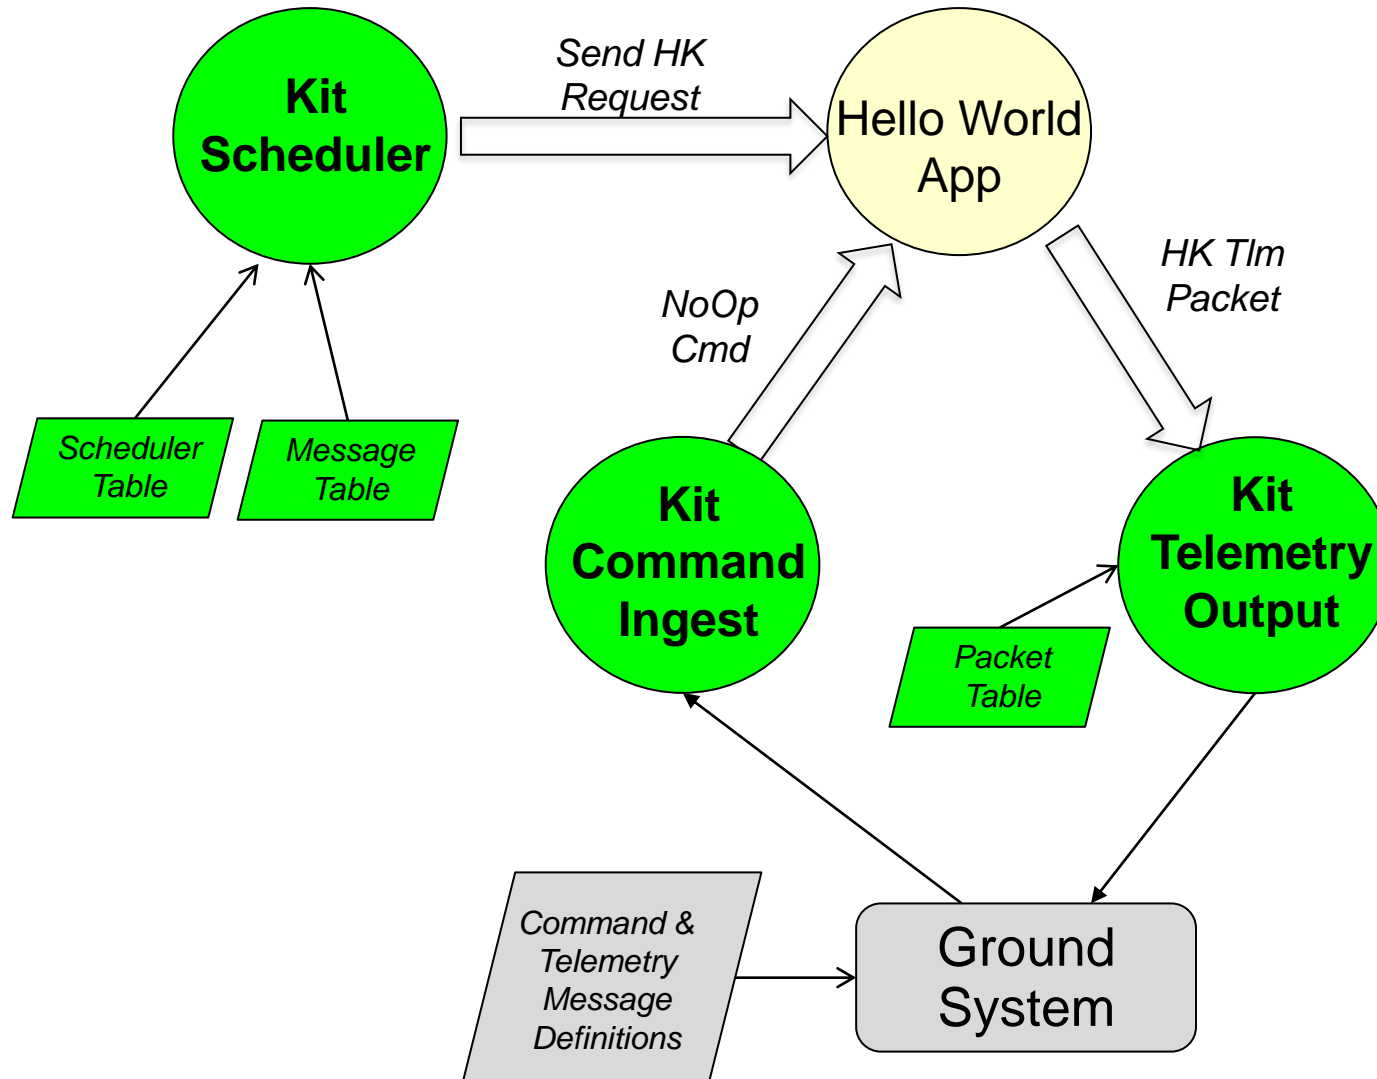 Kit
Scheduler
Send HK
Request
Hello World
App
HK Tlm
Packet
NoOp
Cmd
Scheduler
Table
Message
Table
Kit
Command
Ingest
Kit
Telemetry
Output
Packet
Table
Command &
Telemetry
Message
Definitions
Ground
System